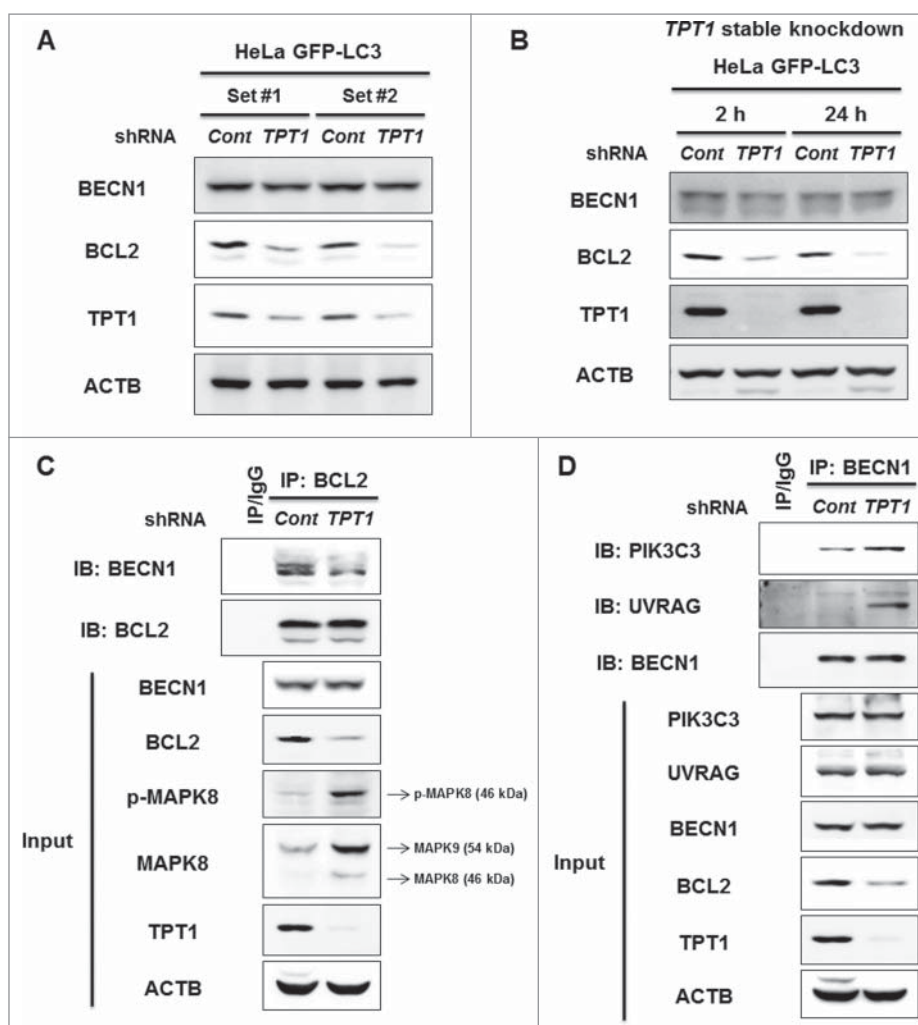 A
HeLa GFP-LC3
Set #1 Set #2
shRNA Cont TPT1 Cont TPT1
BECN1
BCL2
TPT1
ACTB
B
TPT1 stable knockdown
HeLa GFP-LC3
2 h 24 h
shRNA Cont TPT1 Cont TPT1
BECN1
BCL2
TPT1
ACTB
C
IP/IgG
IP: BCL2
shRNA Cont TPT1
IB: BECN1
IB: BCL2
Input
BECN1
BCL2
p-MAPK8 → p-MAPK8 (46 kDa)
MAPK8 → MAPK9 (54 kDa)
→ MAPK8 (46 kDa)
TPT1
ACTB
D
IP/IgG
IP: BECN1
shRNA Cont TPT1
IB: PIK3C3
IB: UVRAG
IB: BECN1
Input
PIK3C3
UVRAG
BECN1
BCL2
TPT1
ACTB